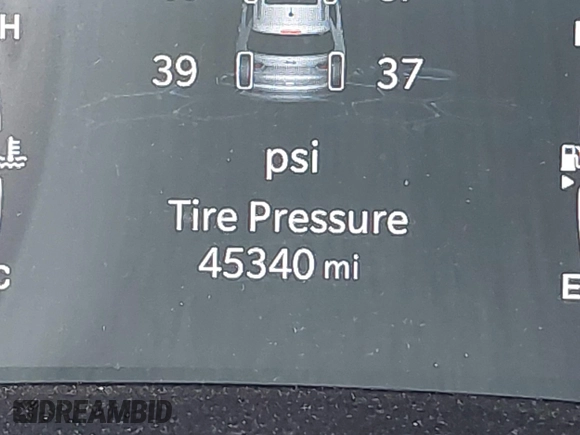 H
39 37
psi
Tire Pressure
45340 mi
C E
DREAMBID